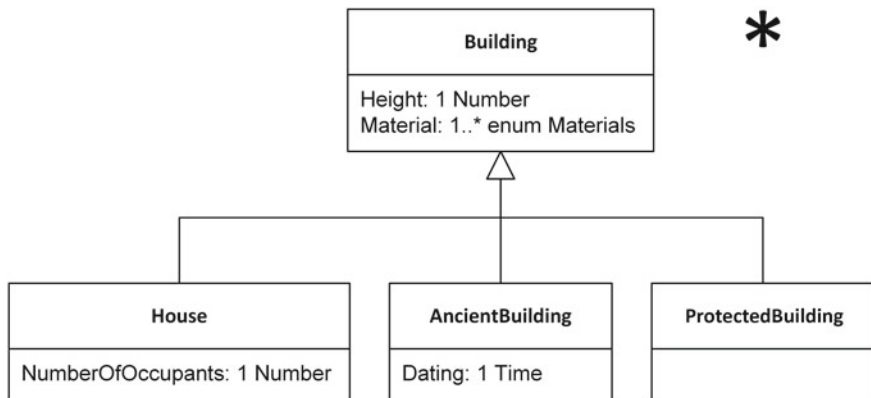 Building
*
Height: 1 Number
Material: 1..* enum Materials
House
AncientBuilding
ProtectedBuilding
NumberOfOccupants: 1 Number
Dating: 1 Time